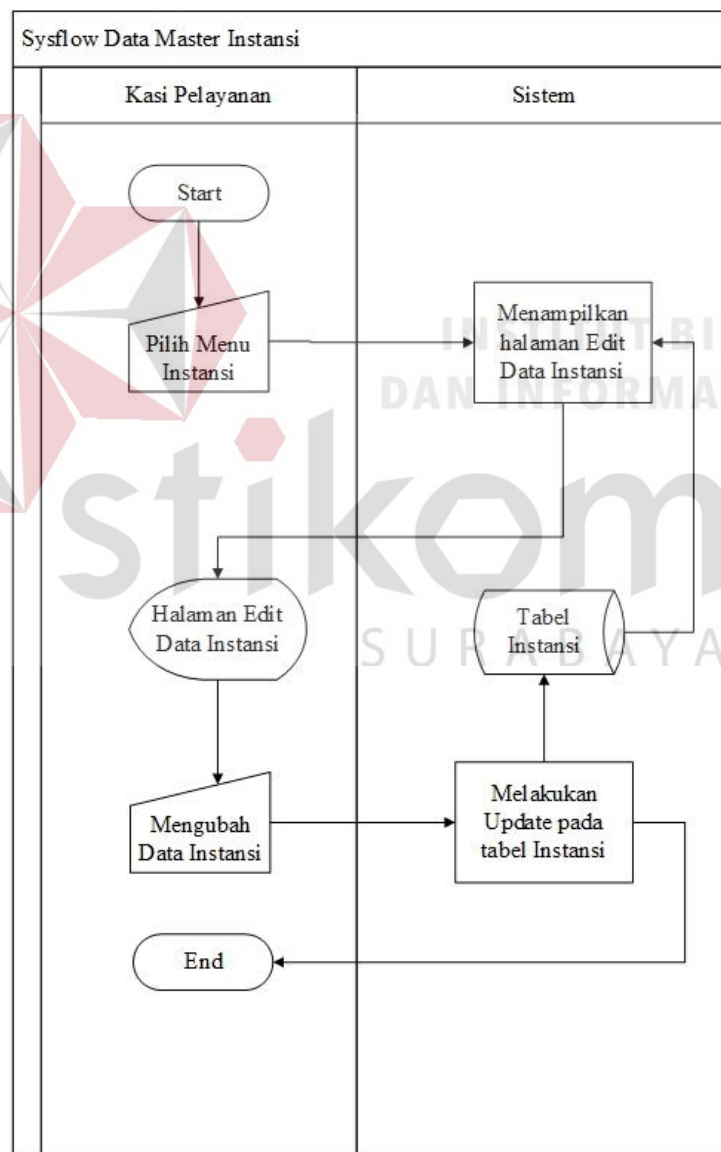 Sysflow Data Master Instansi
Kasi Pelayanan
Sistem
Start
Pilih Menu
Instansi
Menampilkan
halaman Edit
Data Instansi
INSTITUT BI
DAN INFORMA
stikom
SURABAYA
Halaman Edit
Data Instansi
Tabel
Instansi
Mengubah
Data Instansi
Melakukan
Update pada
tabel Instansi
End